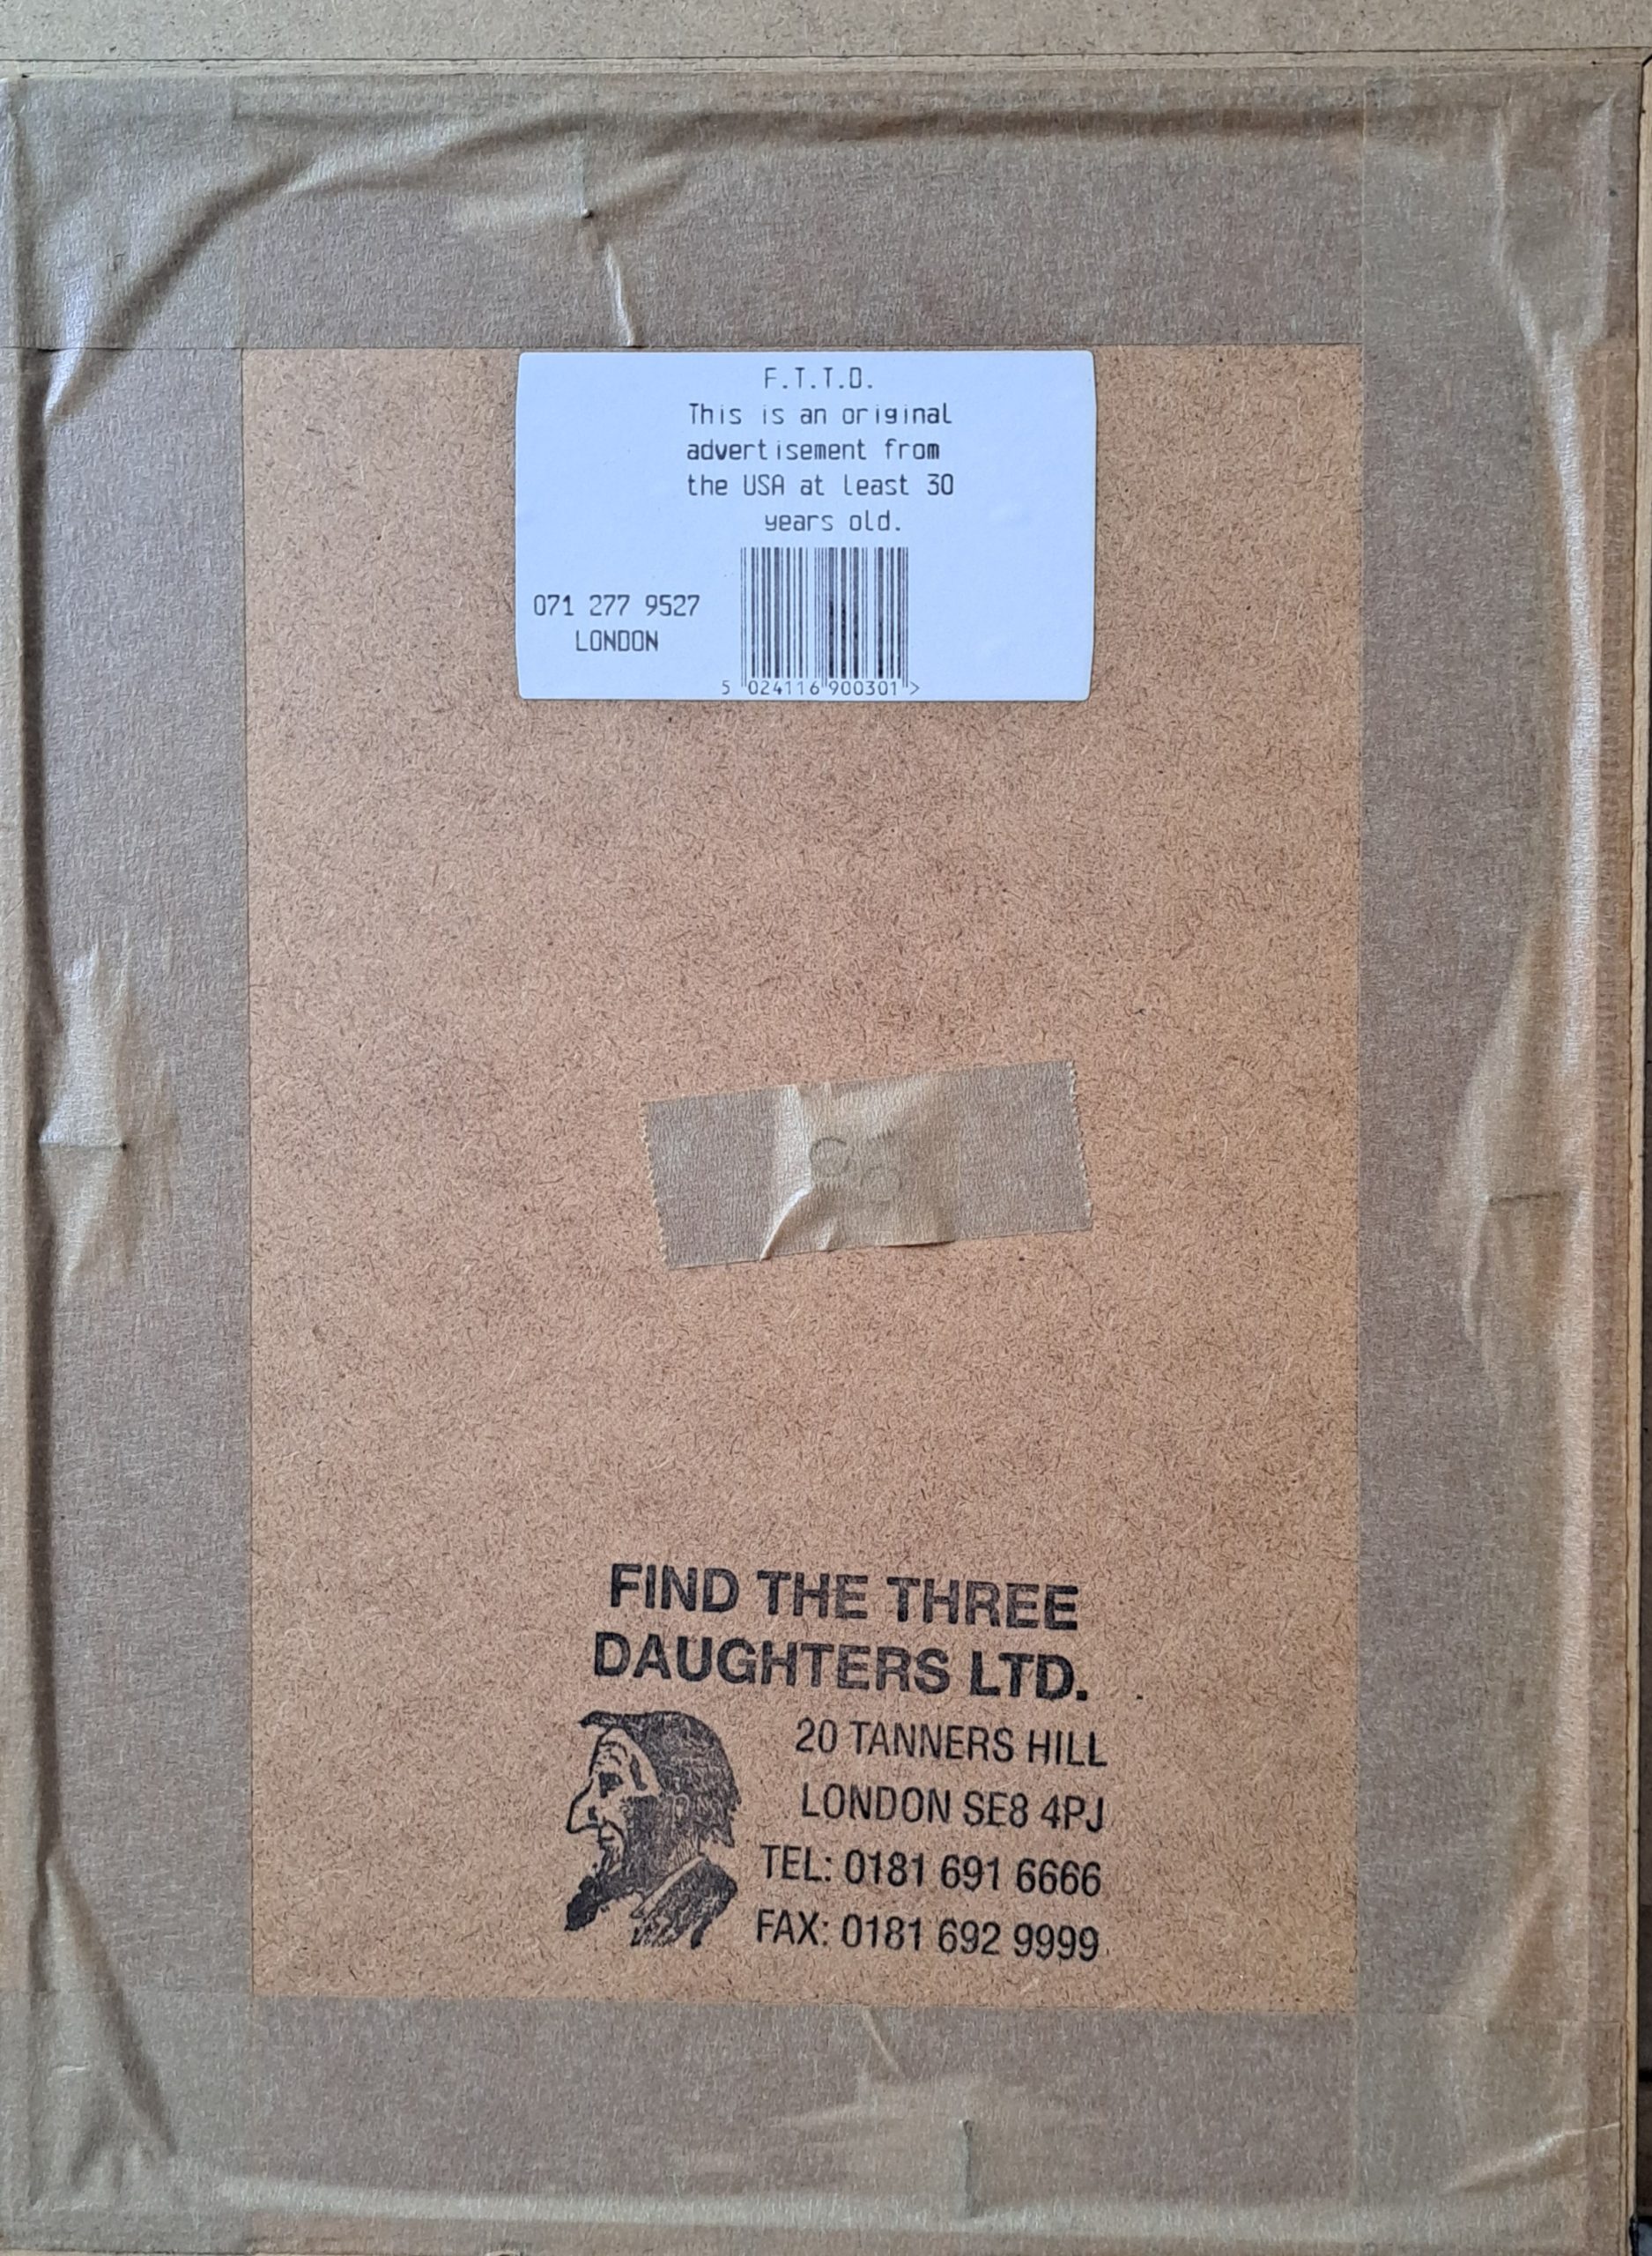 F.T.T.D.
This is an original
advertisement from
the USA at least 30
years old.
071 277 9527
LONDON
5 024116 900301 >
FIND THE THREE
DAUGHTERS LTD.
20 TANNERS HILL
LONDON SE8 4PJ
TEL: 0181 691 6666
FAX: 0181 692 9999